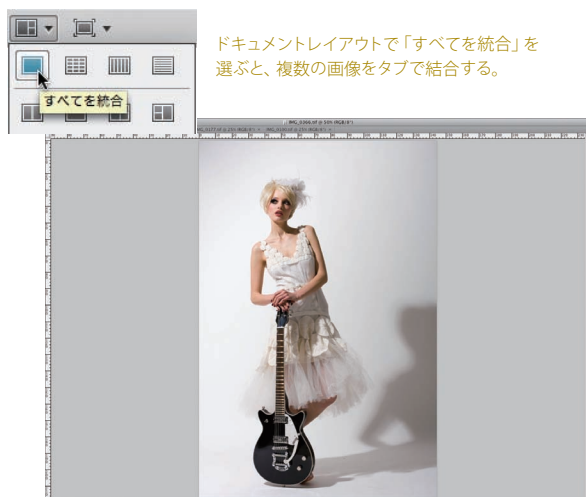 ドキュメントレイアウトで「すべてを統合」を
選ぶと、複数の画像をタブで結合する。
すべてを統合